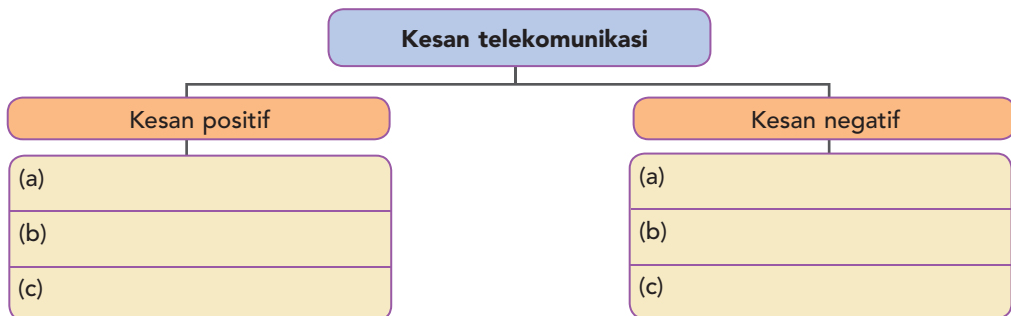 Kesan telekomunikasi
Kesan positif
(a)
(b)
(c)
Kesan negatif
(a)
(b)
(c)